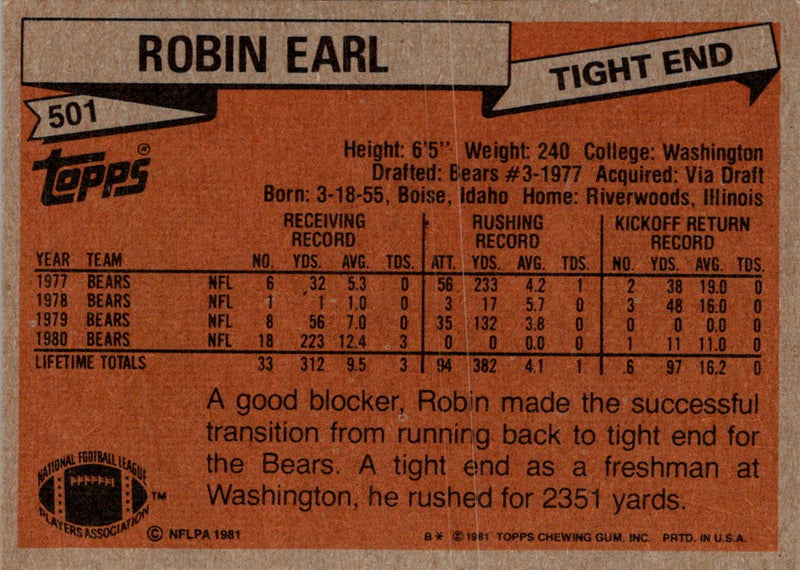 ROBIN EARL
TIGHT END
501
Topps®
Height: 6'5" Weight: 240 College: Washington
Drafted: Bears #3-1977 Acquired: Via Draft
Born: 3-18-55, Boise, Idaho Home: Riverwoods, Illinois
RECEIVING RECORD RUSHING RECORD KICKOFF RETURN RECORD
YEAR TEAM NO. YDS. AVG. TDS. ATT. YDS. AVG. TDS. NO. YDS. AVG. TDS.
1977 BEARS NFL 6 32 5.3 0 56 233 4.2 1 2 38 19.0 0
1978 BEARS NFL 1 1 1.0 0 3 17 5.7 0 3 48 16.0 0
1979 BEARS NFL 8 56 7.0 0 35 132 3.8 0 0 0 0.0 0
1980 BEARS NFL 18 223 12.4 3 0 0 0.0 0 1 11 11.0 0
LIFETIME TOTALS 33 312 9.5 3 94 382 4.1 1 6 97 16.2 0
A good blocker, Robin made the successful
transition from running back to tight end for
the Bears. A tight end as a freshman at
Washington, he rushed for 2351 yards.
NATIONAL FOOTBALL LEAGUE
PLAYERS ASSOCIATION
™
© NFLPA 1981
B* © 1981 TOPPS CHEWING GUM, INC. PRTD. IN U.S.A.